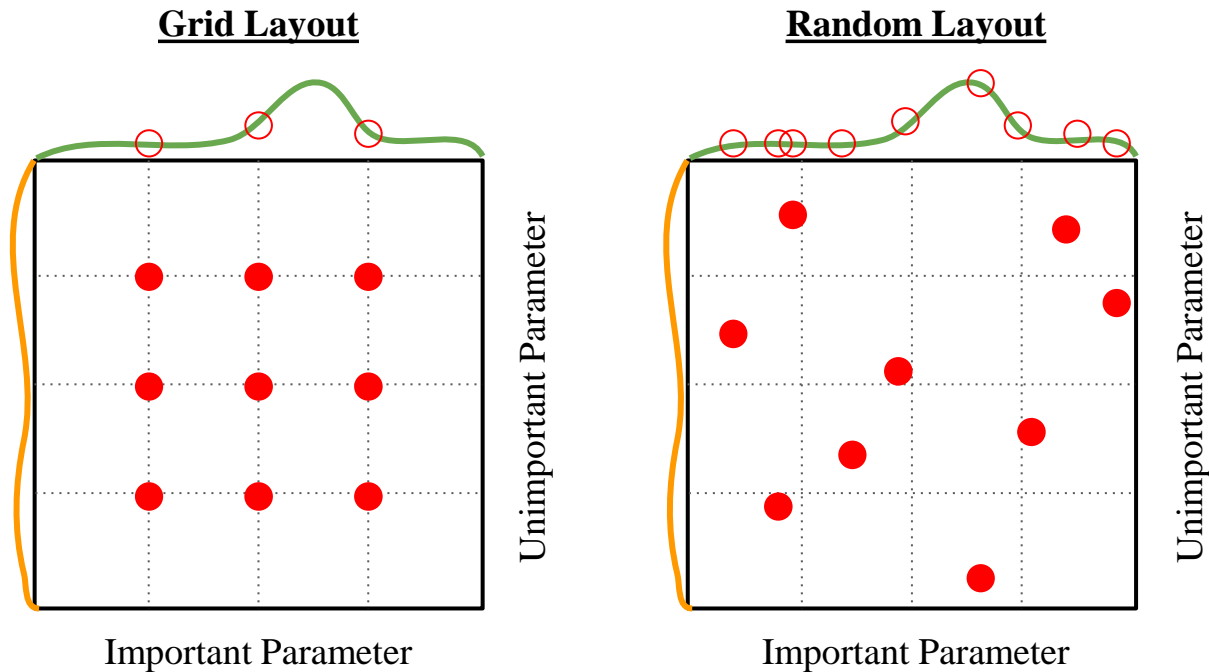 Grid Layout
Unimportant Parameter
Important Parameter
Random Layout
Unimportant Parameter
Important Parameter